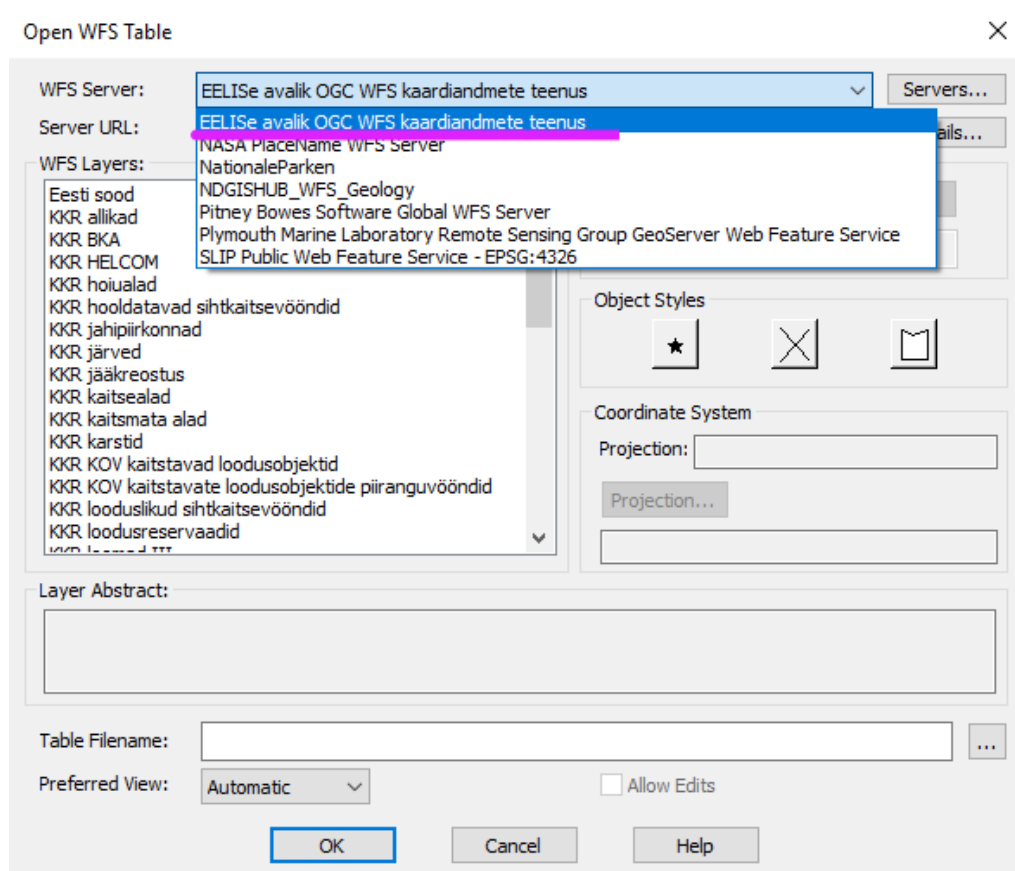 Open WFS Table
WFS Server:
EELISe avalik OGC WFS kaardiandmete teenus
Servers...
Server URL:
EELISe avalik OGC WFS kaardiandmete teenus
ails...
NASA PlaceName WFS Server
NationaleParken
NDGISHUB_WFS_Geology
Pitney Bowes Software Global WFS Server
Plymouth Marine Laboratory Remote Sensing Group GeoServer Web Feature Service
SLIP Public Web Feature Service - EPSG:4326
WFS Layers:
Eesti sood
KKR allikad
KKR BKA
KKR HELCOM
KKR hoiualad
KKR hooldatavad sihtkaitsevööndid
KKR jahipiirkonnad
KKR järved
KKR jääkreostus
KKR kaitsealad
KKR kaitsmata alad
KKR karstid
KKR KOV kaitstavad loodusobjektid
KKR KOV kaitstavate loodusobjektide piiranguvööndid
KKR looduslikud sihtkaitsevööndid
KKR loodusreservaadid
Object Styles
Coordinate System
Projection:
Projection...
Layer Abstract:
Table Filename:
...
Preferred View:
Automatic
Allow Edits
OK
Cancel
Help